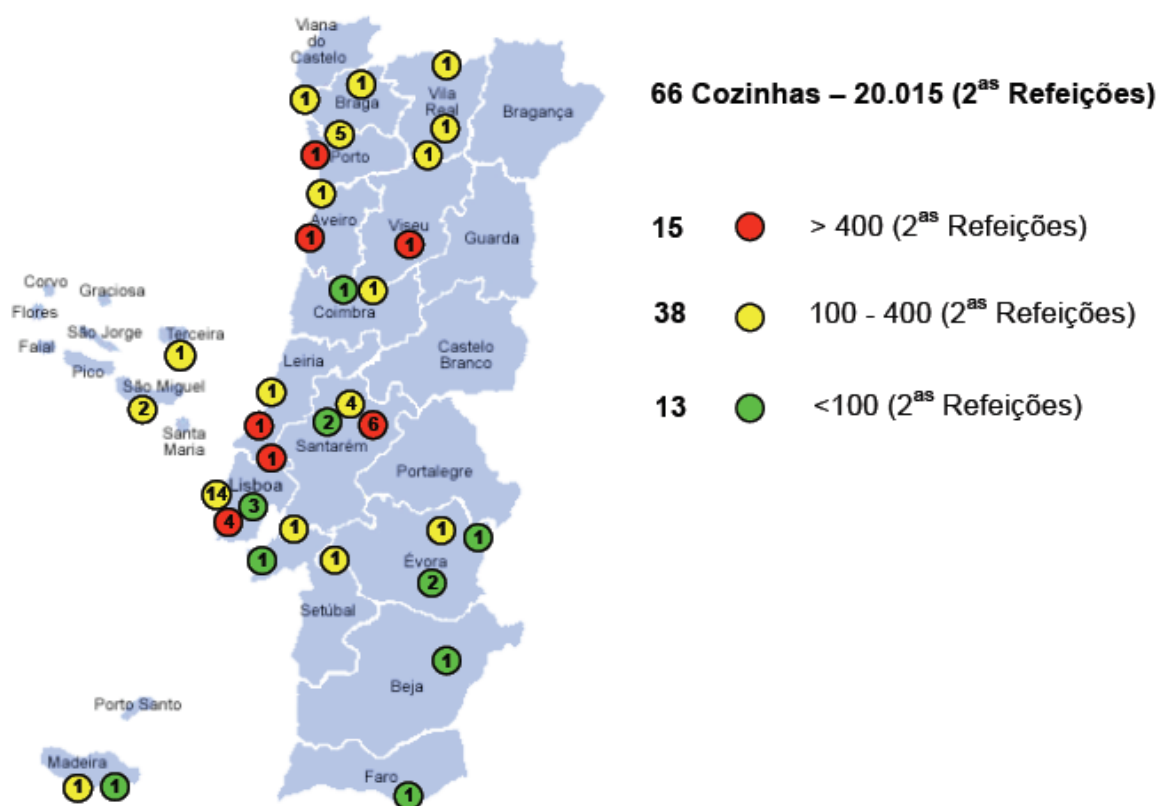 Viana
do
Castelo
1
1
1
Braga
Vila
Real
Bragança
5
1
1
Porto
1
1
Aveiro
1
Viseu
1
Guarda
1
1
Coimbra
Corvo
Graciosa
Flores
São Jorge
Terceira
Faial
1
Pico
São Miguel
2
Santa
Maria
Leiria
Castelo
Branco
1
4
1
2
6
Santarém
1
Portalegre
Lisboa
14
3
4
1
1
1
1
1
Évora
2
Setúbal
1
Beja
Porto Santo
Madeira
1
1
Faro
1
66 Cozinhas – 20.015 (2as Refeições)
15 > 400 (2as Refeições)
38 100 - 400 (2as Refeições)
13 <100 (2as Refeições)